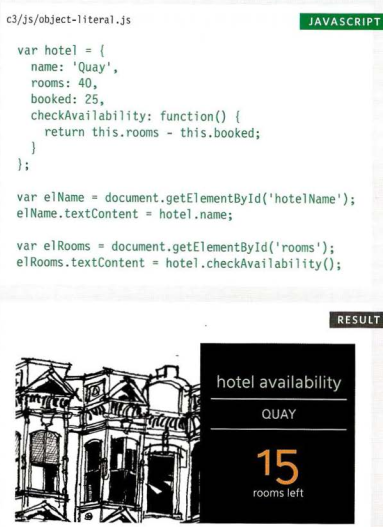 c3/js/object-literal.js
JAVASCRIPT
var hotel = {
  name: 'Quay',
  rooms: 40,
  booked: 25,
  checkAvailability: function() {
    return this.rooms - this.booked;
  }
};
var elName = document.getElementById('hotelName');
elName.textContent = hotel.name;
var elRooms = document.getElementById('rooms');
elRooms.textContent = hotel.checkAvailability();
RESULT
hotel availability
QUAY
15
rooms left